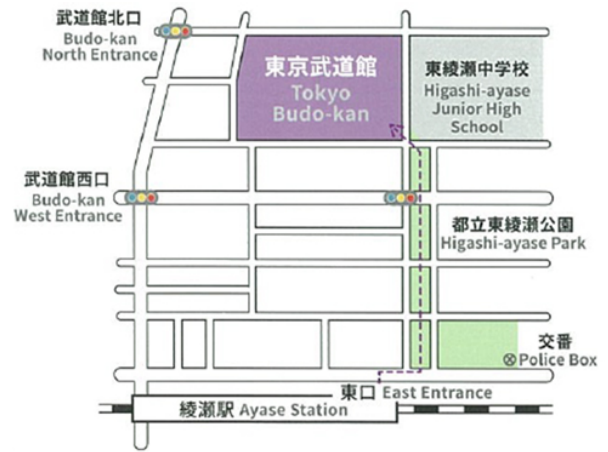 武道館北口
Budo-kan
North Entrance
東京武道館
Tokyo
Budo-kan
東綾瀬中学校
Higashi-ayase
Junior High
School
武道館西口
Budo-kan
West Entrance
都立東綾瀬公園
Higashi-ayase Park
交番
Police Box
東口 East Entrance
綾瀬駅 Ayase Station